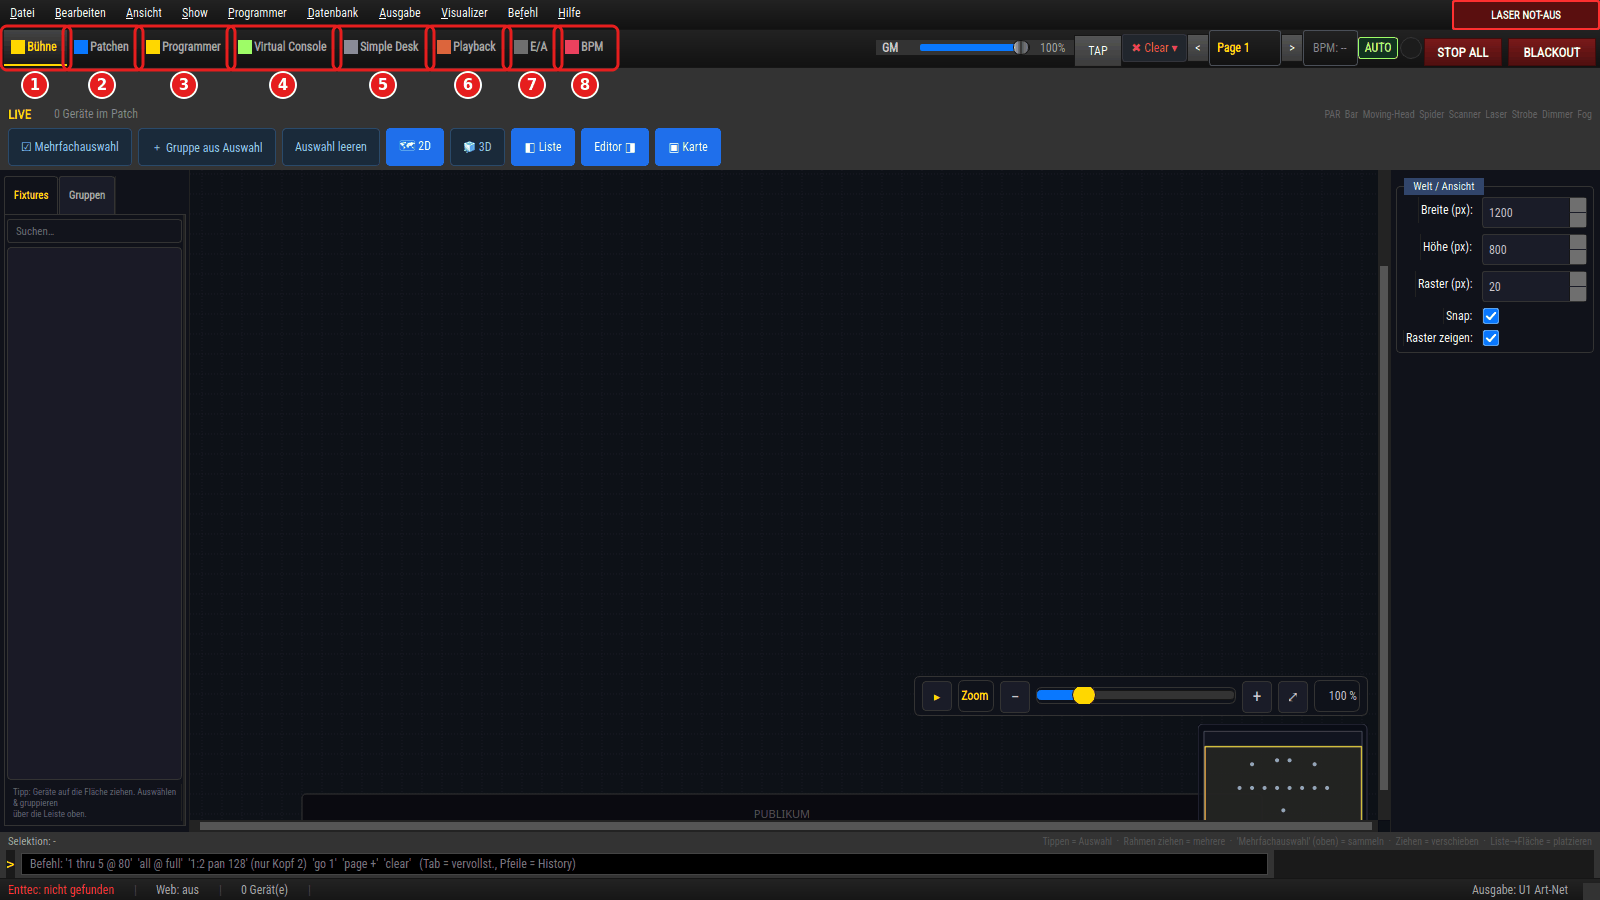 Datei Bearbeiten Ansicht Show Programmer Datenbank Ausgabe Visualizer Befehl Hilfe
LASER NOT-AUS
Bühne Patchen Programmer Virtual Console Simple Desk Playback E/A BPM
GM 100% TAP ✖ Clear ▾ < Page 1 > BPM: -- AUTO STOP ALL BLACKOUT
1 2 3 4 5 6 7 8
LIVE 0 Geräte im Patch
PAR Bar Moving-Head Spider Scanner Laser Strobe Dimmer Fog
☑ Mehrfachauswahl + Gruppe aus Auswahl Auswahl leeren 2D 3D Liste Editor Karte
Fixtures Gruppen
Suchen...
Welt / Ansicht
Breite (px): 1200
Höhe (px): 800
Raster (px): 20
Snap:
Raster zeigen:
Zoom − + 100 %
Tipp: Geräte auf die Fläche ziehen. Auswählen
& gruppieren
über die Leiste oben.
PUBLIKUM
Selektion: -
Tippen = Auswahl · Rahmen ziehen = mehrere · 'Mehrfachauswahl' (oben) = sammeln · Ziehen = verschieben · Liste→Fläche = platzieren
> Befehl: '1 thru 5 @ 80' 'all @ full' '1:2 pan 128' (nur Kopf 2) 'go 1' 'page +' 'clear' (Tab = vervollst., Pfeile = History)
Enttec: nicht gefunden Web: aus 0 Gerät(e)
Ausgabe: U1 Art-Net